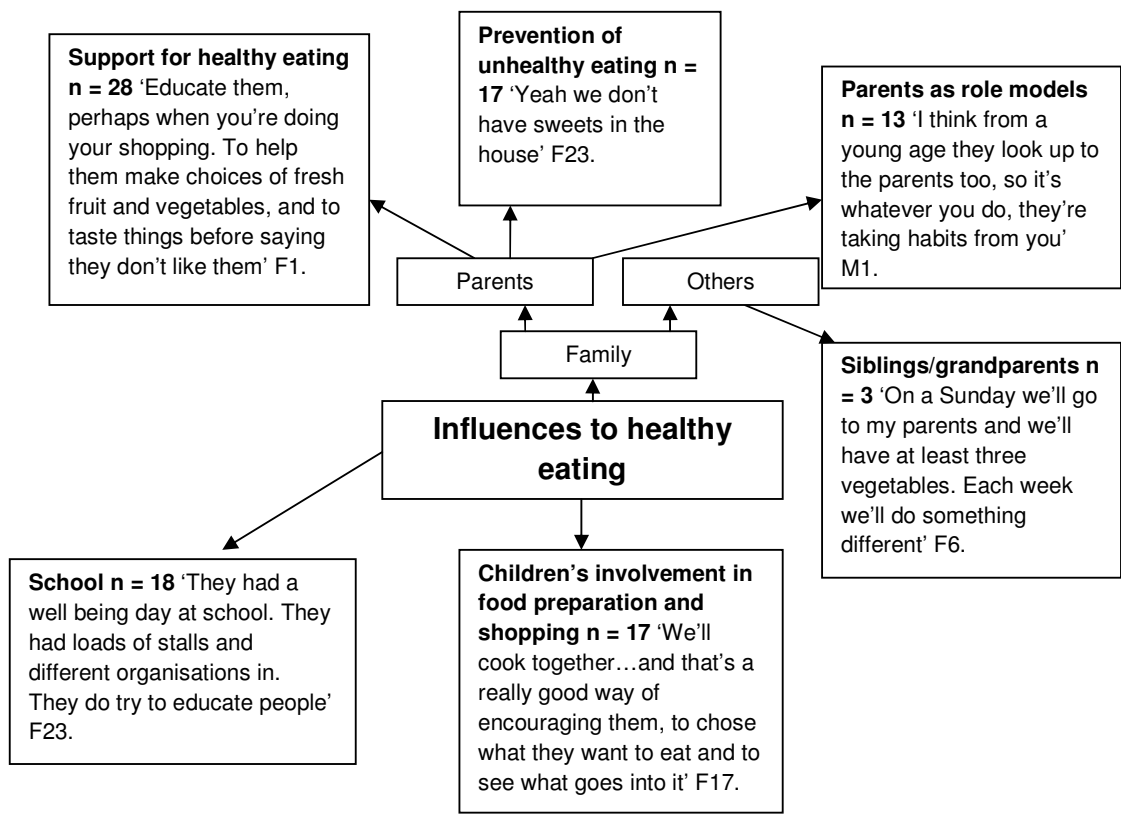 Support for healthy eating
n = 28 ‘Educate them,
perhaps when you’re doing
your shopping. To help
them make choices of fresh
fruit and vegetables, and to
taste things before saying
they don’t like them’ F1.
Prevention of
unhealthy eating n =
17 ‘Yeah we don’t
have sweets in the
house’ F23.
Parents as role models
n = 13 ‘I think from a
young age they look up to
the parents too, so it’s
whatever you do, they’re
taking habits from you’
M1.
Parents
Others
Family
Siblings/grandparents n
= 3 ‘On a Sunday we’ll go
to my parents and we’ll
have at least three
vegetables. Each week
we’ll do something
different’ F6.
Influences to healthy
eating
School n = 18 ‘They had a
well being day at school. They
had loads of stalls and
different organisations in.
They do try to educate people’
F23.
Children’s involvement in
food preparation and
shopping n = 17 ‘We’ll
cook together…and that’s a
really good way of
encouraging them, to chose
what they want to eat and to
see what goes into it’ F17.